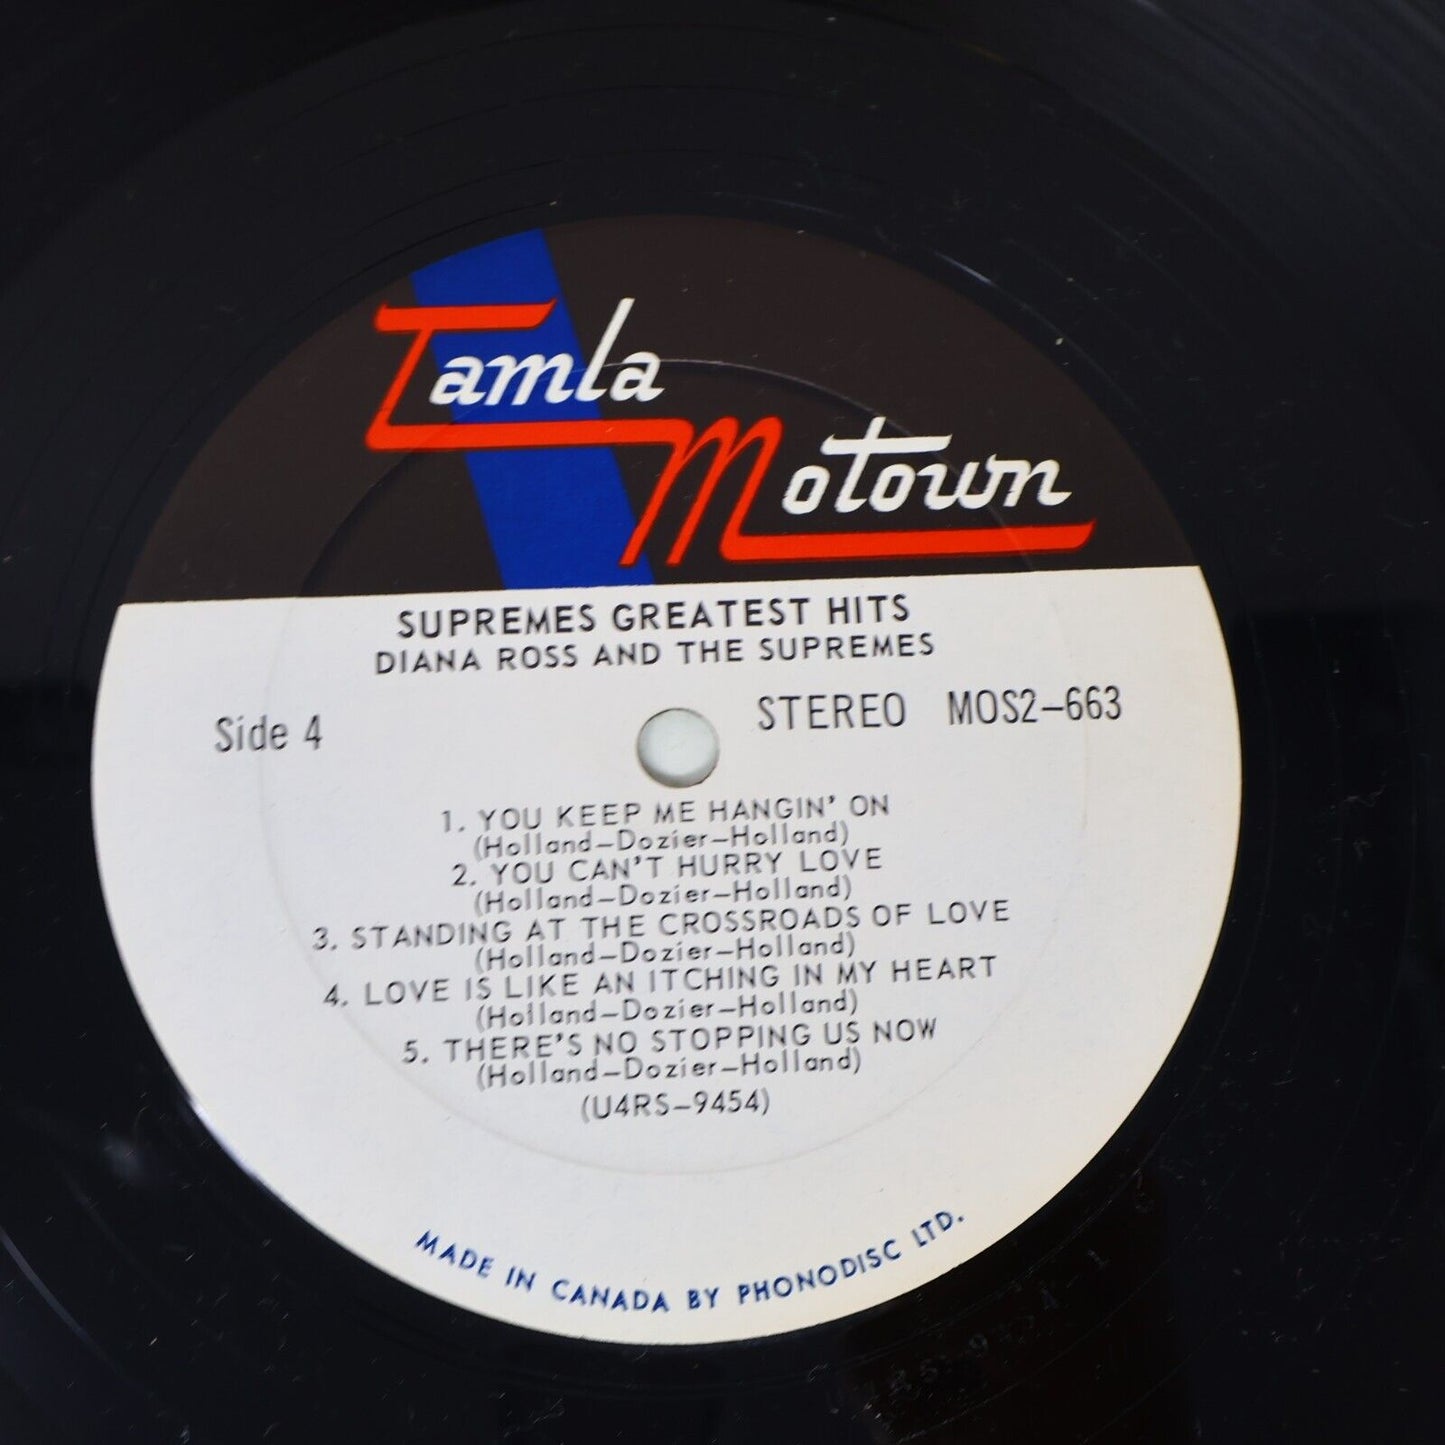 Tamla
Motown
SUPREMES GREATEST HITS
DIANA ROSS AND THE SUPREMES
Side 4
STEREO MOS2-663
1. YOU KEEP ME HANGIN' ON
(Holland-Dozier-Holland)
2. YOU CAN'T HURRY LOVE
(Holland-Dozier-Holland)
3. STANDING AT THE CROSSROADS OF LOVE
(Holland-Dozier-Holland)
4. LOVE IS LIKE AN ITCHING IN MY HEART
(Holland-Dozier-Holland)
5. THERE'S NO STOPPING US NOW
(Holland-Dozier-Holland)
(U4RS-9454)
MADE IN CANADA BY PHONODISC LTD.